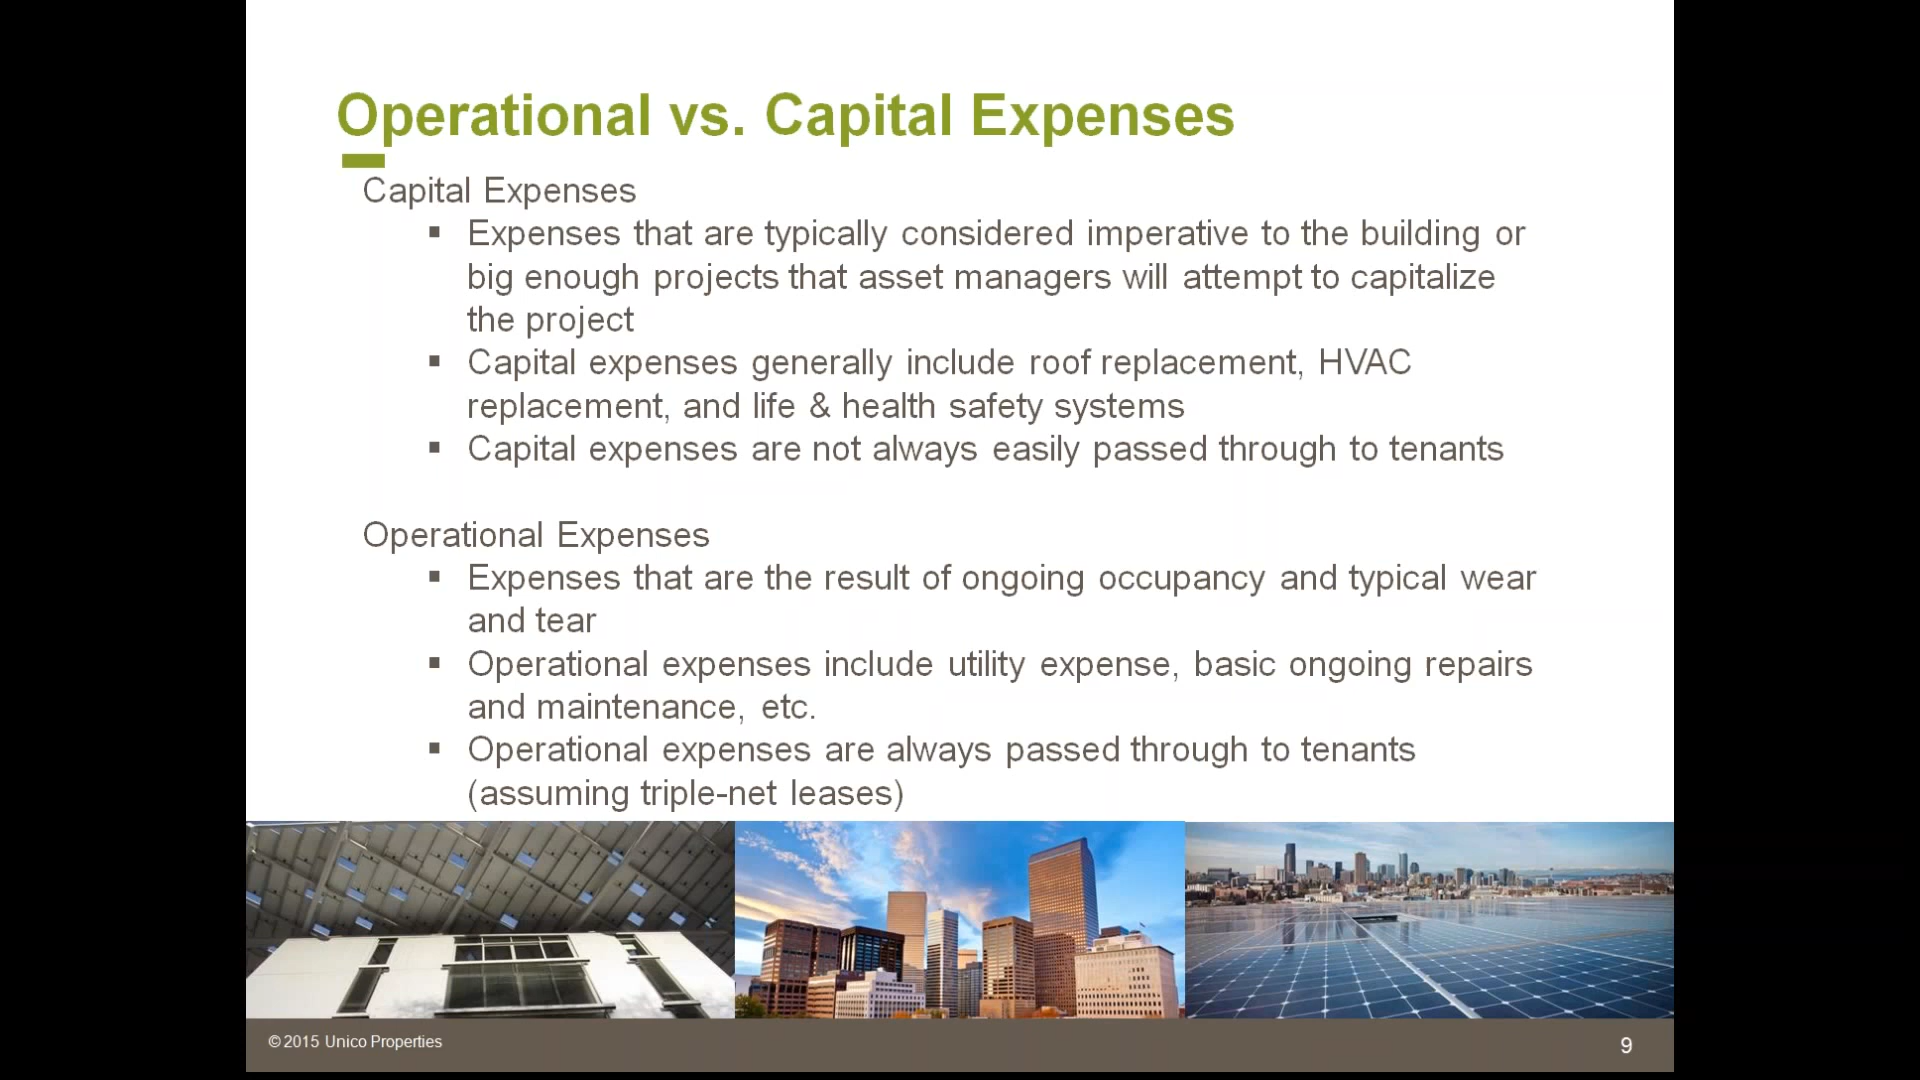 Operational vs. Capital Expenses
Capital Expenses
▪ Expenses that are typically considered imperative to the building or
big enough projects that asset managers will attempt to capitalize
the project
▪ Capital expenses generally include roof replacement, HVAC
replacement, and life & health safety systems
▪ Capital expenses are not always easily passed through to tenants
Operational Expenses
▪ Expenses that are the result of ongoing occupancy and typical wear
and tear
▪ Operational expenses include utility expense, basic ongoing repairs
and maintenance, etc.
▪ Operational expenses are always passed through to tenants
(assuming triple-net leases)
© 2015 Unico Properties
9